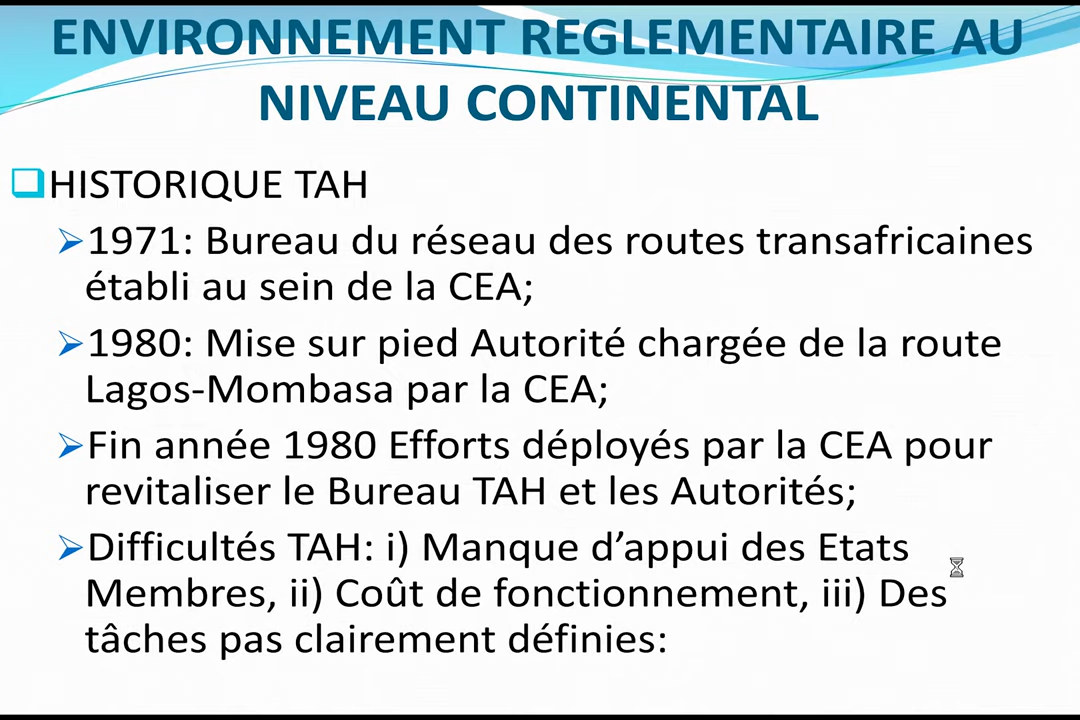 ENVIRONNEMENT REGLEMENTAIRE AU
NIVEAU CONTINENTAL
HISTORIQUE TAH
1971: Bureau du réseau des routes transafricaines
établi au sein de la CEA;
1980: Mise sur pied Autorité chargée de la route
Lagos-Mombasa par la CEA;
Fin année 1980 Efforts déployés par la CEA pour
revitaliser le Bureau TAH et les Autorités;
Difficultés TAH: i) Manque d’appui des Etats
Membres, ii) Coût de fonctionnement, iii) Des
tâches pas clairement définies: